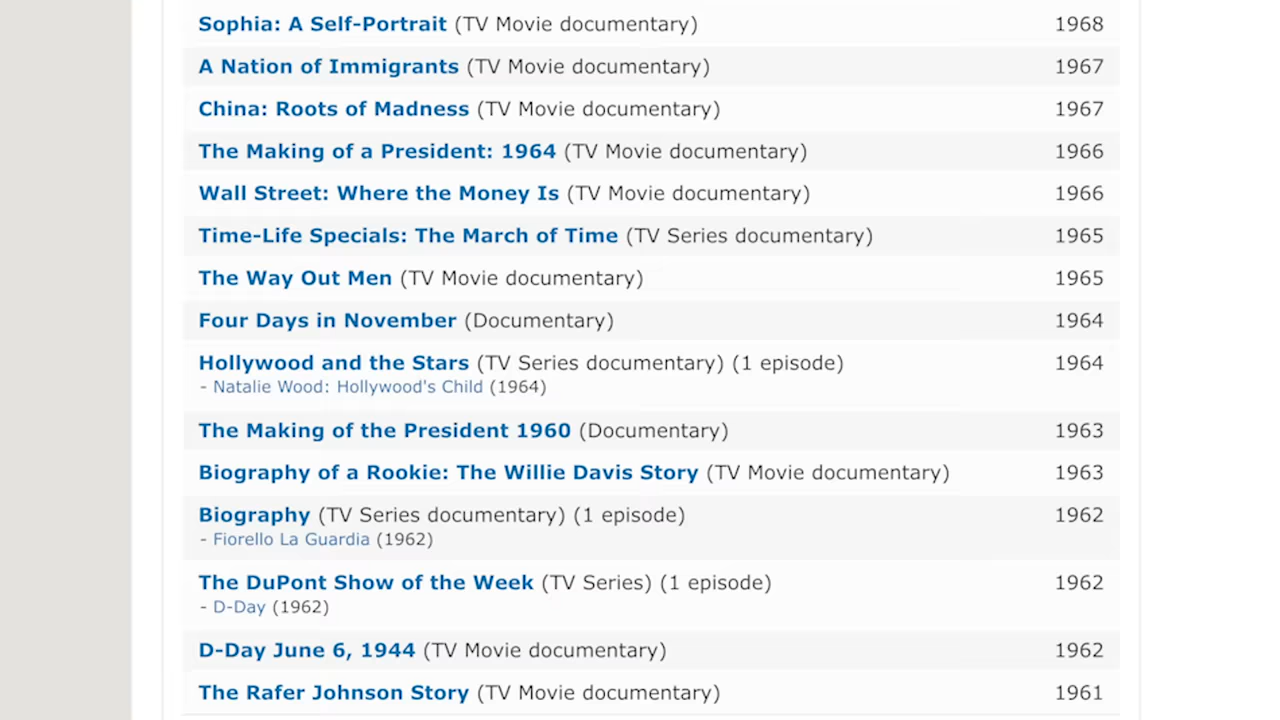 Sophia: A Self-Portrait (TV Movie documentary) 1968
A Nation of Immigrants (TV Movie documentary) 1967
China: Roots of Madness (TV Movie documentary) 1967
The Making of a President: 1964 (TV Movie documentary) 1966
Wall Street: Where the Money Is (TV Movie documentary) 1966
Time-Life Specials: The March of Time (TV Series documentary) 1965
The Way Out Men (TV Movie documentary) 1965
Four Days in November (Documentary) 1964
Hollywood and the Stars (TV Series documentary) (1 episode) 1964
- Natalie Wood: Hollywood's Child (1964)
The Making of the President 1960 (Documentary) 1963
Biography of a Rookie: The Willie Davis Story (TV Movie documentary) 1963
Biography (TV Series documentary) (1 episode) 1962
- Fiorello La Guardia (1962)
The DuPont Show of the Week (TV Series) (1 episode) 1962
- D-Day (1962)
D-Day June 6, 1944 (TV Movie documentary) 1962
The Rafer Johnson Story (TV Movie documentary) 1961